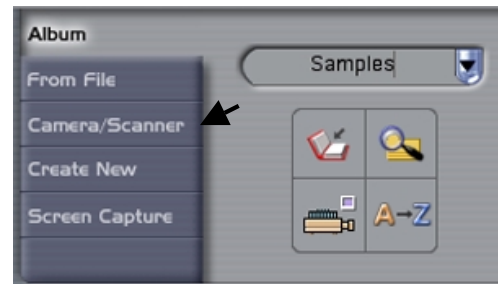 Album
Samples
From File
Camera/Scanner
Create New
Screen Capture
A→Z